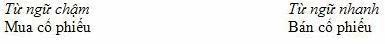 Từ ngữ chậm Từ ngữ nhanh
Mua cổ phiếu Bán cổ phiếu